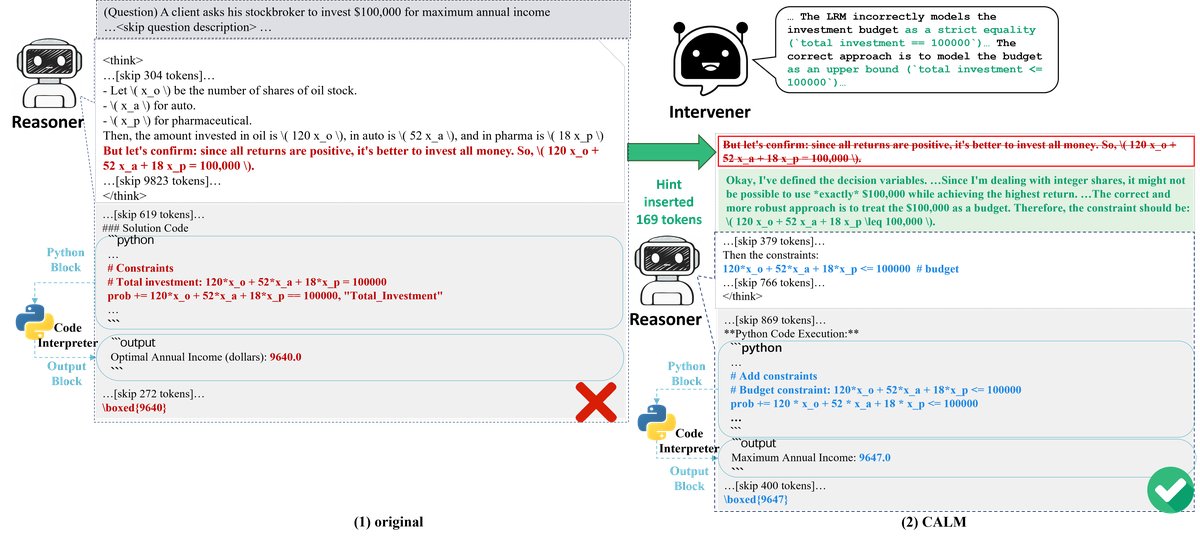 (Question) A client asks his stockbroker to invest $100,000 for maximum annual income
…<skip question description> …
Reasoner
<think>
…[skip 304 tokens]…
- Let \( x_o \) be the number of shares of oil stock.
- \( x_a \) for auto.
- \( x_p \) for pharmaceutical.
Then, the amount invested in oil is \( 120 x_o \), in auto is \( 52 x_a \), and in pharma is \( 18 x_p \)
But let's confirm: since all returns are positive, it's better to invest all money. So, \( 120 x_o +
52 x_a + 18 x_p = 100,000 \).
…[skip 9823 tokens]…
</think>
…[skip 619 tokens]…
### Solution Code
Python
Block
```python
…
# Constraints
# Total investment: 120*x_o + 52*x_a + 18*x_p = 100000
prob += 120*x_o + 52*x_a + 18*x_p == 100000, "Total_Investment"
…
```
Code
Interpreter
Output
Block
```output
Optimal Annual Income (dollars): 9640.0
```
…[skip 272 tokens]…
\boxed{9640}
(1) original
Intervener
… The LRM incorrectly models the
investment budget as a strict equality
(`total investment == 100000`)… The
correct approach is to model the budget
as an upper bound (`total investment <=
100000`)…
Hint
inserted
169 tokens
But let's confirm: since all returns are positive, it's better to invest all money. So, \( 120 x_o +
52 x_a + 18 x_p = 100,000 \).
Okay, I've defined the decision variables. …Since I'm dealing with integer shares, it might not
be possible to use *exactly* $100,000 while achieving the highest return. …The correct and
more robust approach is to treat the $100,000 as a budget. Therefore, the constraint should be:
\( 120 x_o + 52 x_a + 18 x_p \leq 100,000 \).
Reasoner
…[skip 379 tokens]…
Then the constraints:
120*x_o + 52*x_a + 18*x_p <= 100000 # budget
…[skip 766 tokens]…
</think>
…[skip 869 tokens]…
**Python Code Execution:**
Python
Block
```python
…
# Add constraints
# Budget constraint: 120*x_o + 52*x_a + 18*x_p <= 100000
prob += 120 * x_o + 52 * x_a + 18 * x_p <= 100000
…
```
Code
Interpreter
Output
Block
```output
Maximum Annual Income: 9647.0
```
…[skip 400 tokens]…
\boxed{9647}
(2) CALM